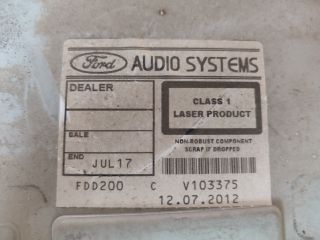 Ford AUDIO SYSTEMS
DEALER
CLASS 1
LASER PRODUCT
SALE
NON-ROBUST COMPONENT
SCRAP IF DROPPED
END JUL17
FDD200 C V103375
12.07.2012